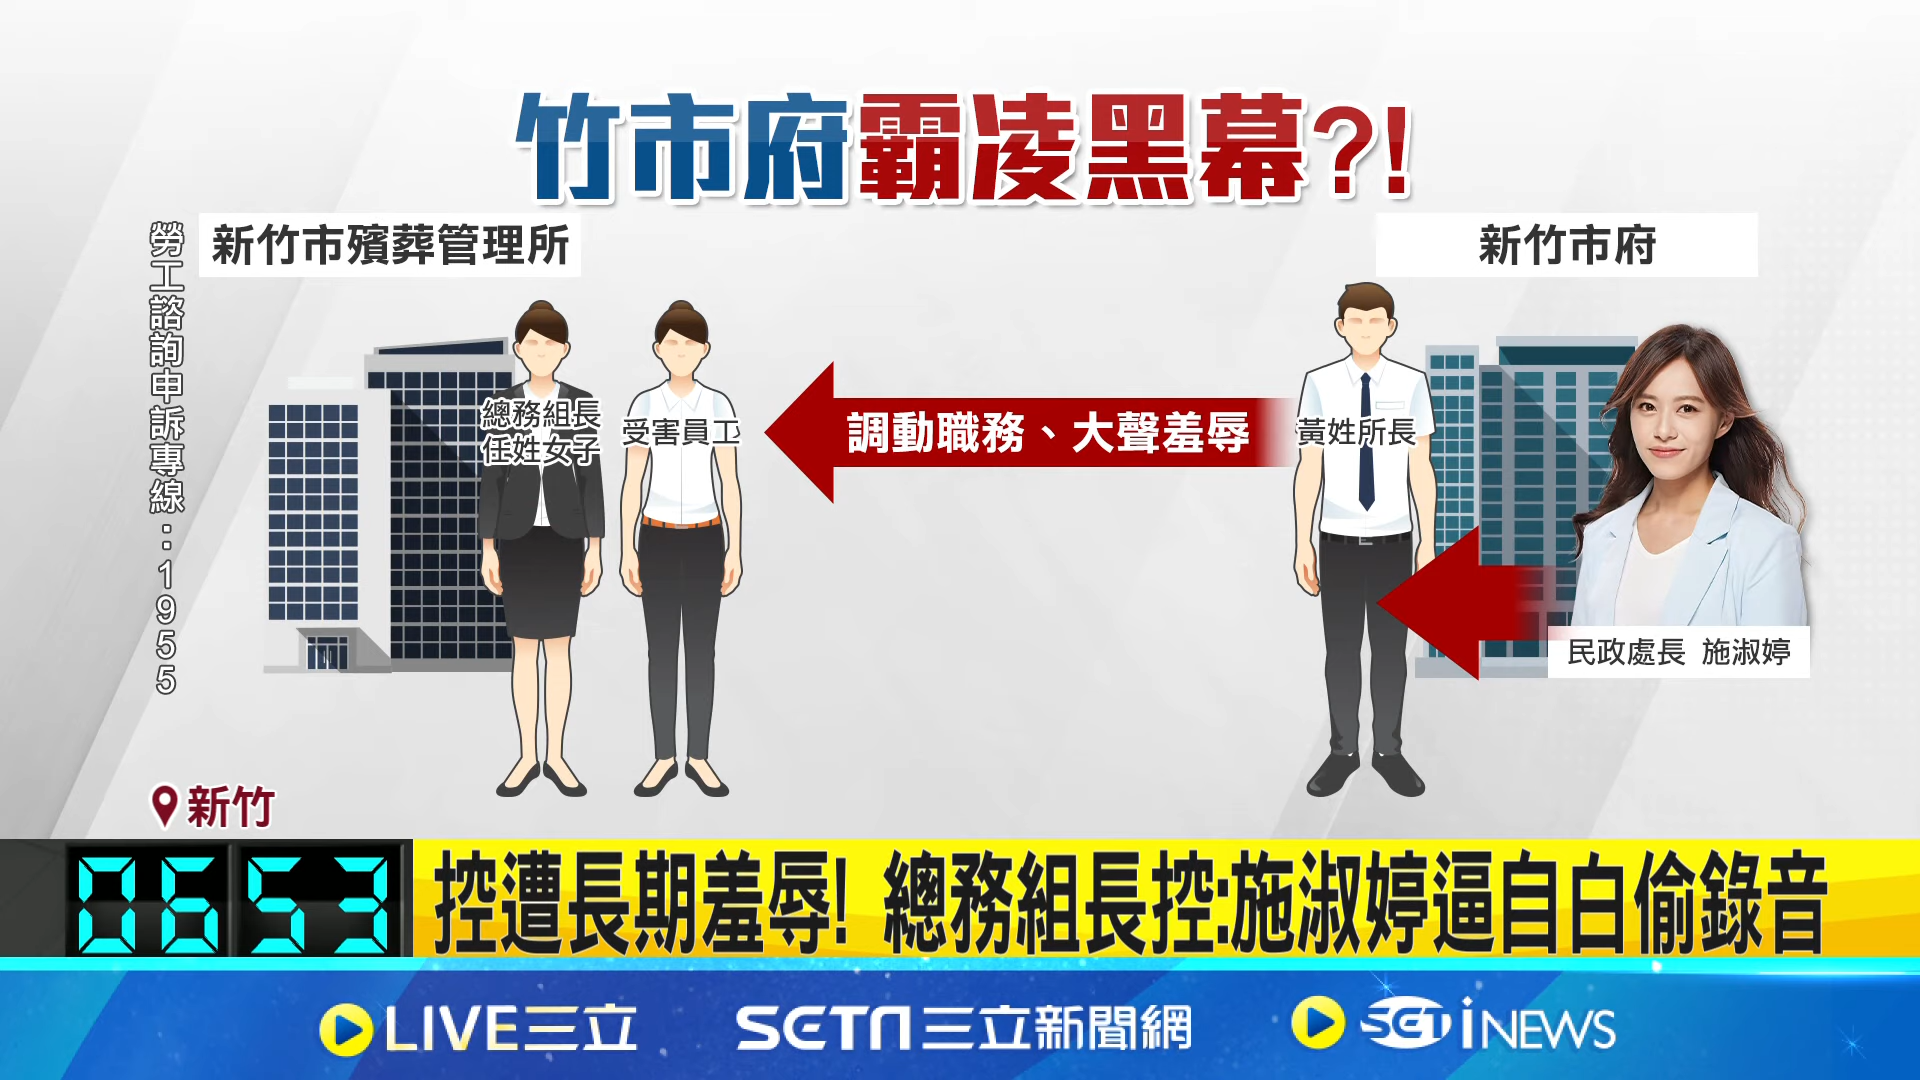 竹市府霸凌黑幕?!
勞工諮詢申訴專線:1955
新竹市殯葬管理所
新竹市府
總務組長
任姓女子
受害員工
調動職務、大聲羞辱
黃姓所長
民政處長 施淑婷
新竹
0653
控遭長期羞辱! 總務組長控:施淑婷逼自白偷錄音
LIVE三立
SETN三立新聞網
SET iNEWS